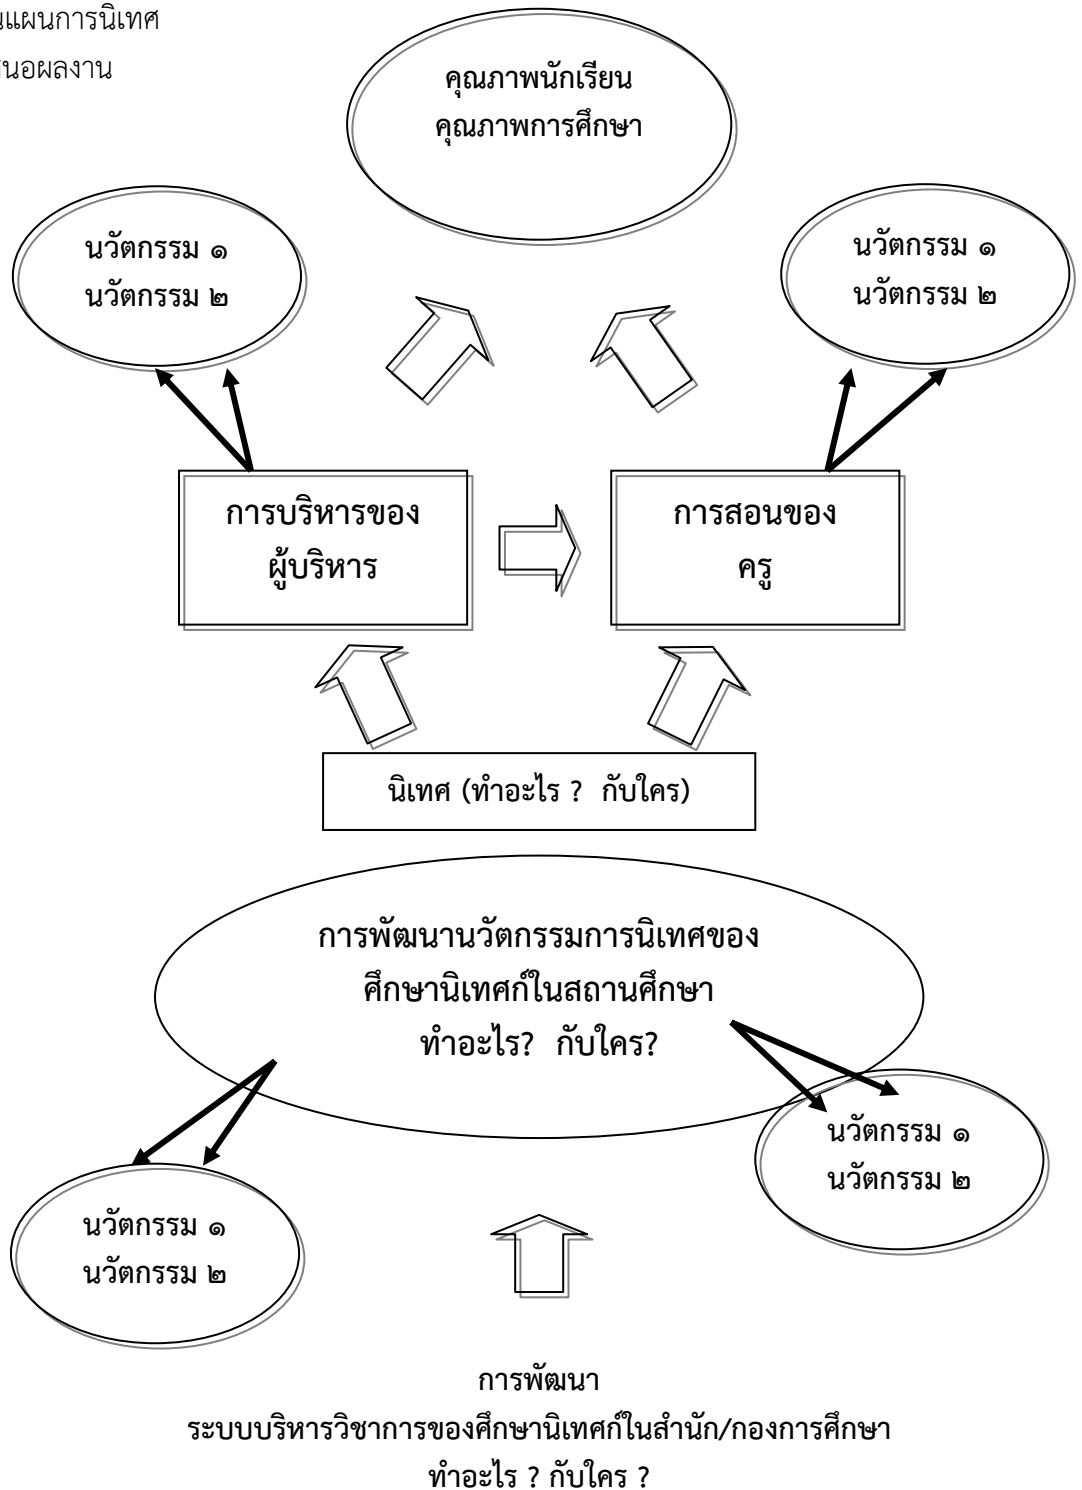 นแผนการนิเทศ
นอผลงาน
คุณภาพนักเรียน
คุณภาพการศึกษา
นวัตกรรม ๑
นวัตกรรม ๒
นวัตกรรม ๑
นวัตกรรม ๒
การบริหารของ
ผู้บริหาร
การสอนของ
ครู
นิเทศ (ทำอะไร ? กับใคร)
การพัฒนานวัตกรรมการนิเทศของ
ศึกษานิเทศก์ในสถานศึกษา
ทำอะไร? กับใคร?
นวัตกรรม ๑
นวัตกรรม ๒
นวัตกรรม ๑
นวัตกรรม ๒
การพัฒนา
ระบบบริหารวิชาการของศึกษานิเทศก์ในสำนัก/กองการศึกษา
ทำอะไร ? กับใคร ?